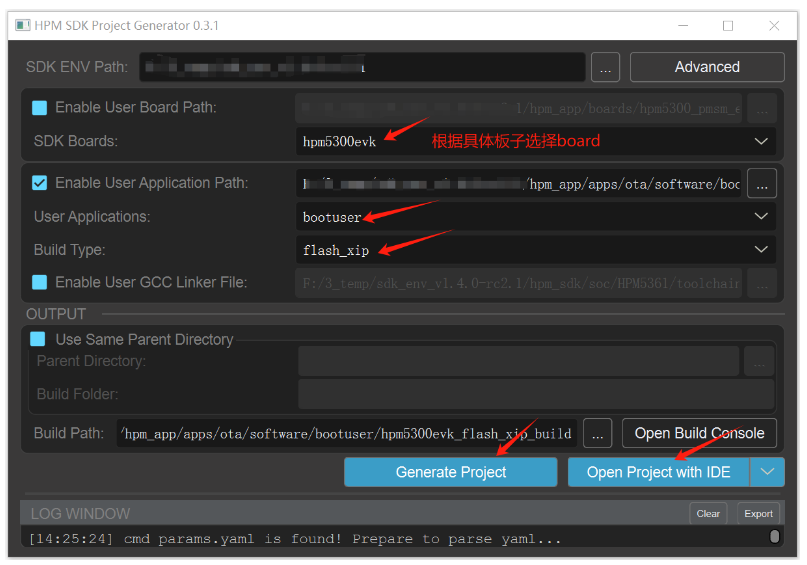 HPM SDK Project Generator 0.3.1
SDK ENV Path: ... Advanced
Enable User Board Path: 1/hpm_app/boards/hpm5300_pmsm_e ...
SDK Boards: hpm5300evk 根据具体板子选择board
Enable User Application Path: /hpm_app/apps/ota/software/boo ...
User Applications: bootuser
Build Type: flash_xip
Enable User GCC Linker File: F:/3_temp/sdk_env_v1.4.0-rc2.1/hpm_sdk/soc/HPM5361/toolchain ...
OUTPUT
Use Same Parent Directory
Parent Directory: ...
Build Folder:
Build Path: /hpm_app/apps/ota/software/bootuser/hpm5300evk_flash_xip_build ... Open Build Console
Generate Project Open Project with IDE
LOG WINDOW Clear Export
[14:25:24] cmd params.yaml is found! Prepare to parse yaml...